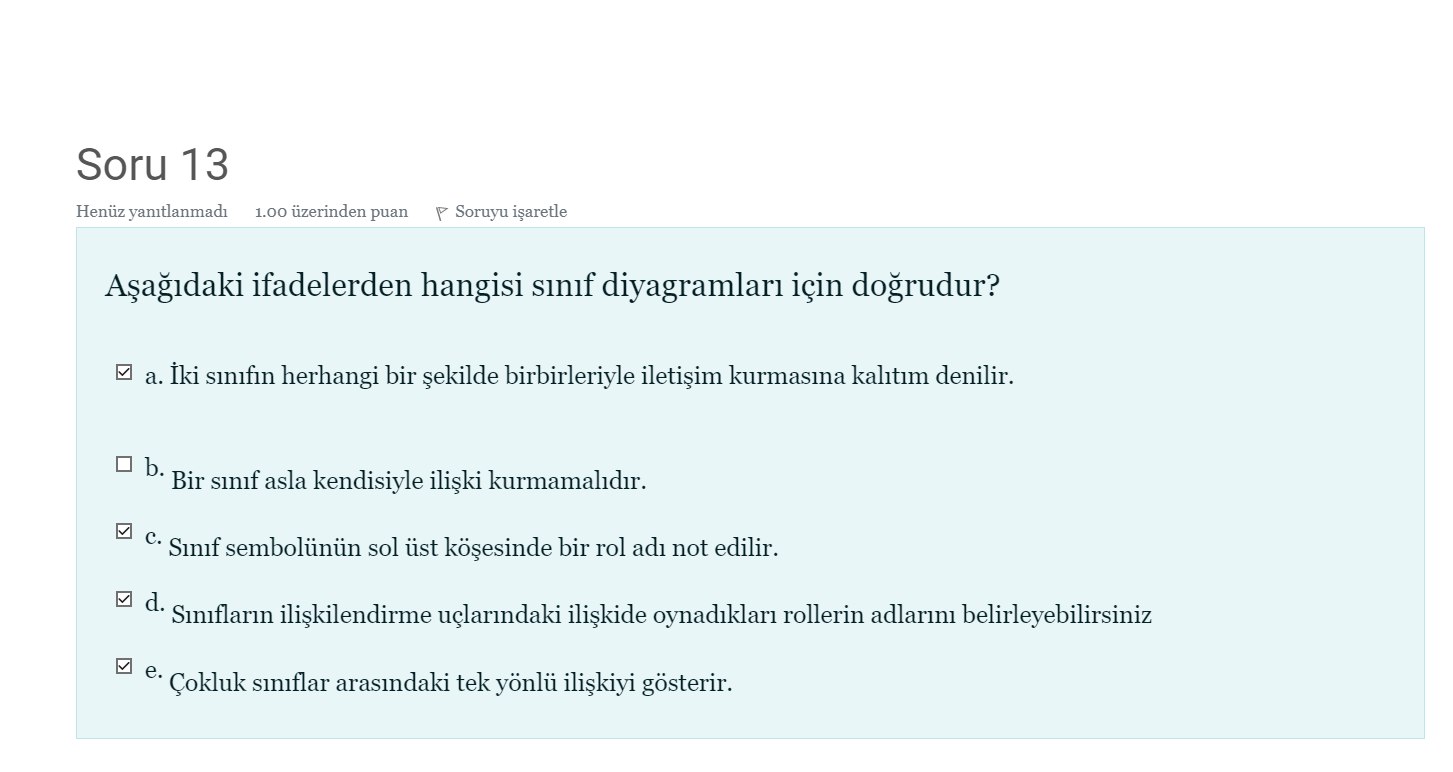 Soru 13
Henüz yanıtlanmadı 1.00 üzerinden puan Soruyu işaretle
Aşağıdaki ifadelerden hangisi sınıf diyagramları için doğrudur?
a. İki sınıfın herhangi bir şekilde birbirleriyle iletişim kurmasına kalıtım denilir.
b. Bir sınıf asla kendisiyle ilişki kurmamalıdır.
c. Sınıf sembolünün sol üst köşesinde bir rol adı not edilir.
d. Sınıfların ilişkilendirme uçlarındaki ilişkide oynadıkları rollerin adlarını belirleyebilirsiniz
e. Çokluk sınıflar arasındaki tek yönlü ilişkiyi gösterir.